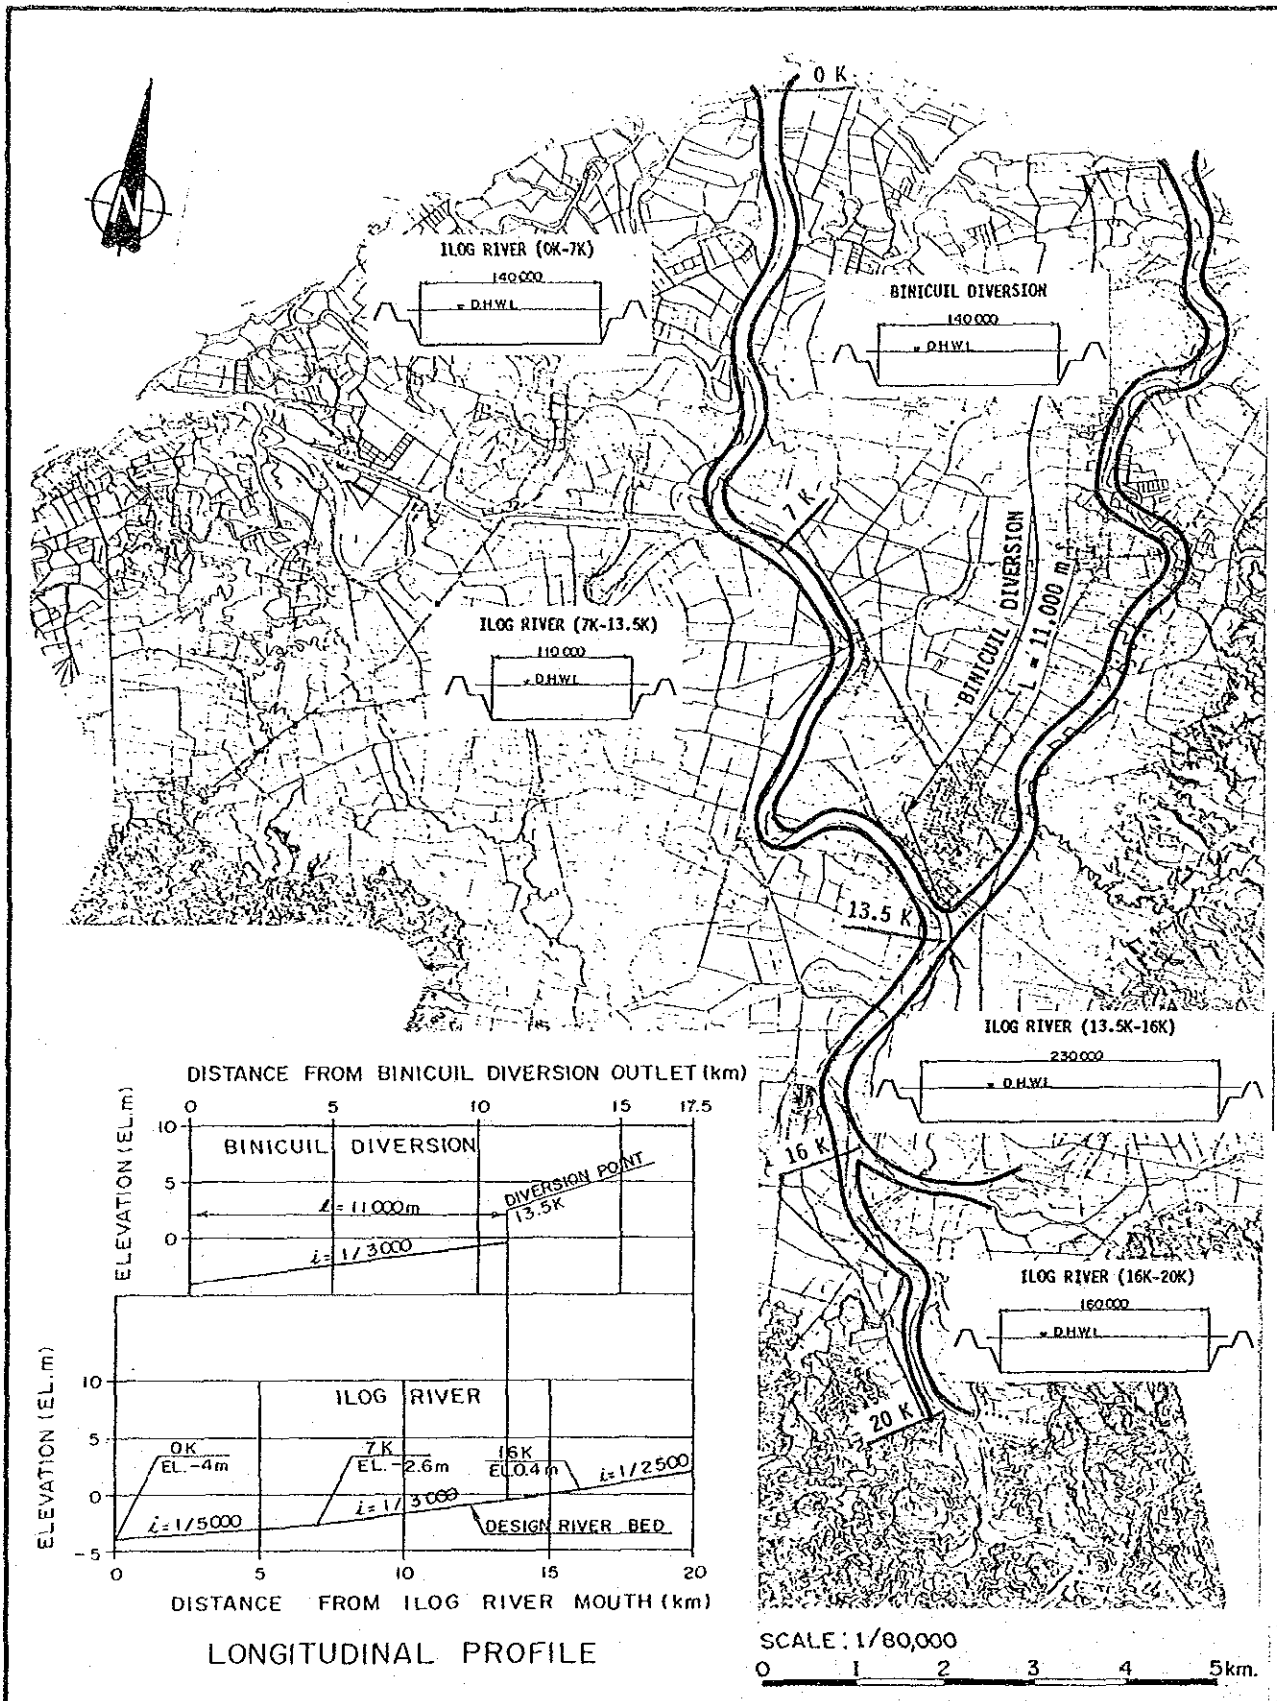 0 K
N
ILOG RIVER (0K-7K)
140000
D.H.W.L
BINICUIL DIVERSION
140000
D.H.W.L
7 K
BINICUIL DIVERSION
L = 11,000 m
ILOG RIVER (7K-13.5K)
110000
D.H.W.L
13.5 K
ILOG RIVER (13.5K-16K)
230000
D.H.W.L
16 K
ILOG RIVER (16K-20K)
160000
D.H.W.L
20 K
DISTANCE FROM BINICUIL DIVERSION OUTLET (km)
0 5 10 15 17.5
ELEVATION (EL.m)
10
5
0
BINICUIL DIVERSION
ℓ = 11000m
DIVERSION POINT
13.5K
i=1/3000
ELEVATION (EL.m)
10
5
0
-5
ILOG RIVER
0K
EL.-4m
7K
EL.-2.6m
16K
EL.0.4m
i=1/2500
i=1/3000
i=1/5000
DESIGN RIVER BED
0 5 10 15 20
DISTANCE FROM ILOG RIVER MOUTH (km)
LONGITUDINAL PROFILE
SCALE: 1/80,000
0 1 2 3 4 5km.